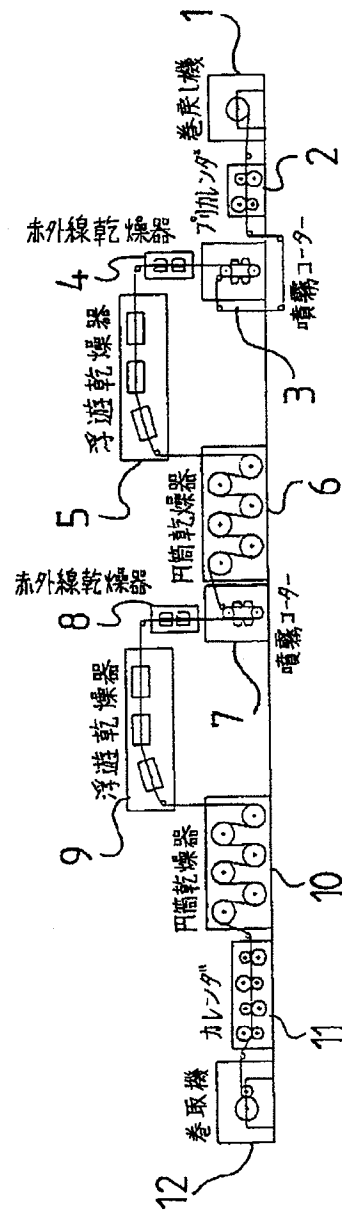 1
巻戻し機
プリカレンダ
2
赤外線乾燥器
4
噴霧コーター
3
浮遊乾燥器
5
円筒乾燥器
6
赤外線乾燥器
8
噴霧コーター
7
浮遊乾燥器
9
円筒乾燥器
10
カレンダ
11
巻取機
12